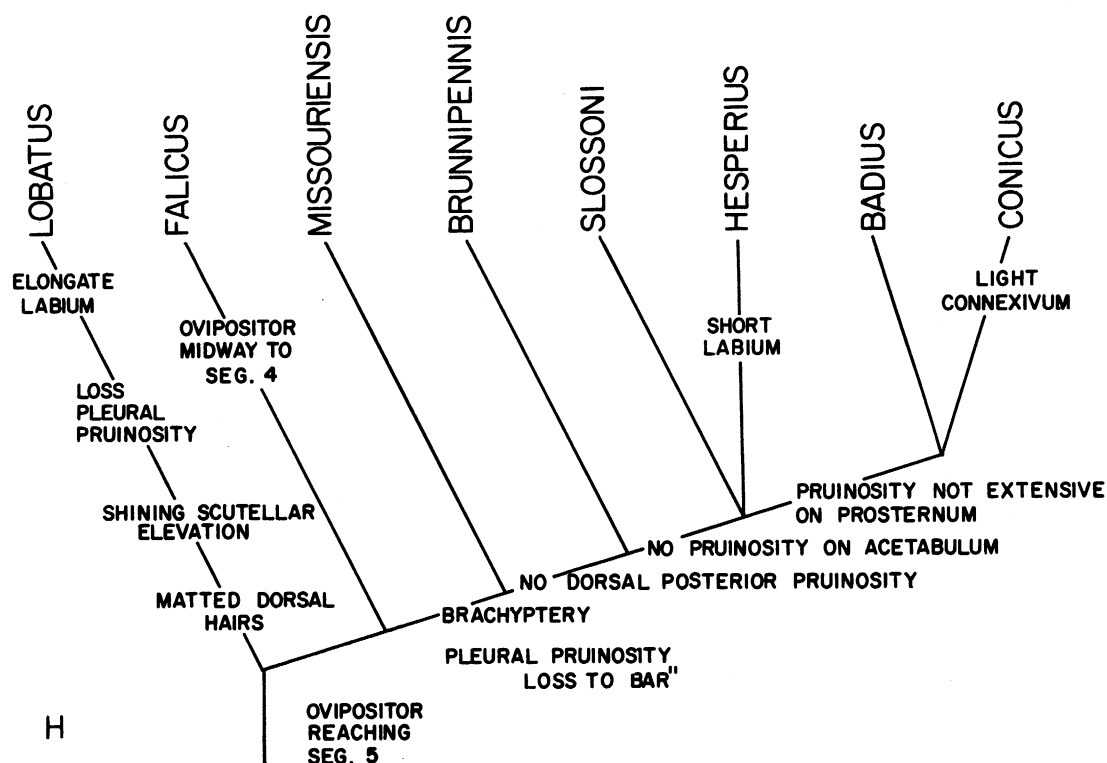 LOBATUS
FALICUS
MISSOURIENSIS
BRUNNIPENNIS
SLOSSONI
HESPERIUS
BADIUS
CONICUS
ELONGATE
LABIUM
LIGHT
CONNEXIVUM
OVIPOSITOR
MIDWAY TO
SEG. 4
SHORT
LABIUM
LOSS
PLEURAL
PRUINOSITY
PRUINOSITY NOT EXTENSIVE
ON PROSTERNUM
SHINING SCUTELLAR
ELEVATION
NO PRUINOSITY ON ACETABULUM
NO DORSAL POSTERIOR PRUINOSITY
MATTED DORSAL
HAIRS
BRACHYPTERY
PLEURAL PRUINOSITY
LOSS TO BAR"
OVIPOSITOR
REACHING
SEG. 5
H